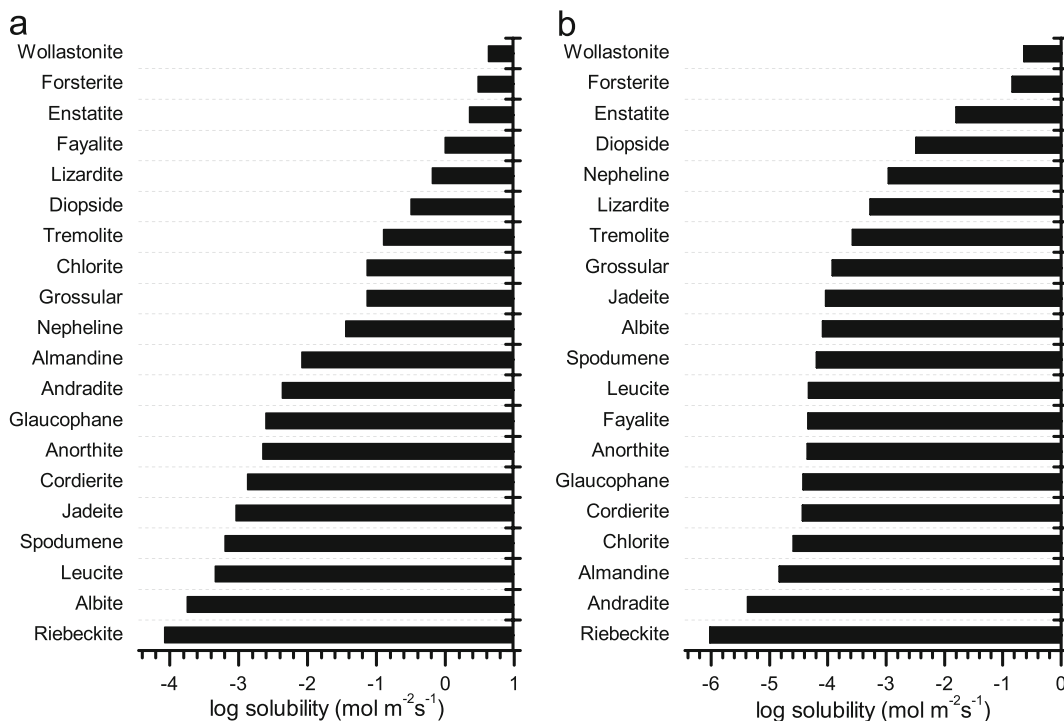 a
Wollastonite
Forsterite
Enstatite
Fayalite
Lizardite
Diopside
Tremolite
Chlorite
Grossular
Nepheline
Almandine
Andradite
Glaucophane
Anorthite
Cordierite
Jadeite
Spodumene
Leucite
Albite
Riebeckite
-4 -3 -2 -1 0 1
log solubility (mol m⁻²s⁻¹)
b
Wollastonite
Forsterite
Enstatite
Diopside
Nepheline
Lizardite
Tremolite
Grossular
Jadeite
Albite
Spodumene
Leucite
Fayalite
Anorthite
Glaucophane
Cordierite
Chlorite
Almandine
Andradite
Riebeckite
-6 -5 -4 -3 -2 -1 0
log solubility (mol m⁻²s⁻¹)